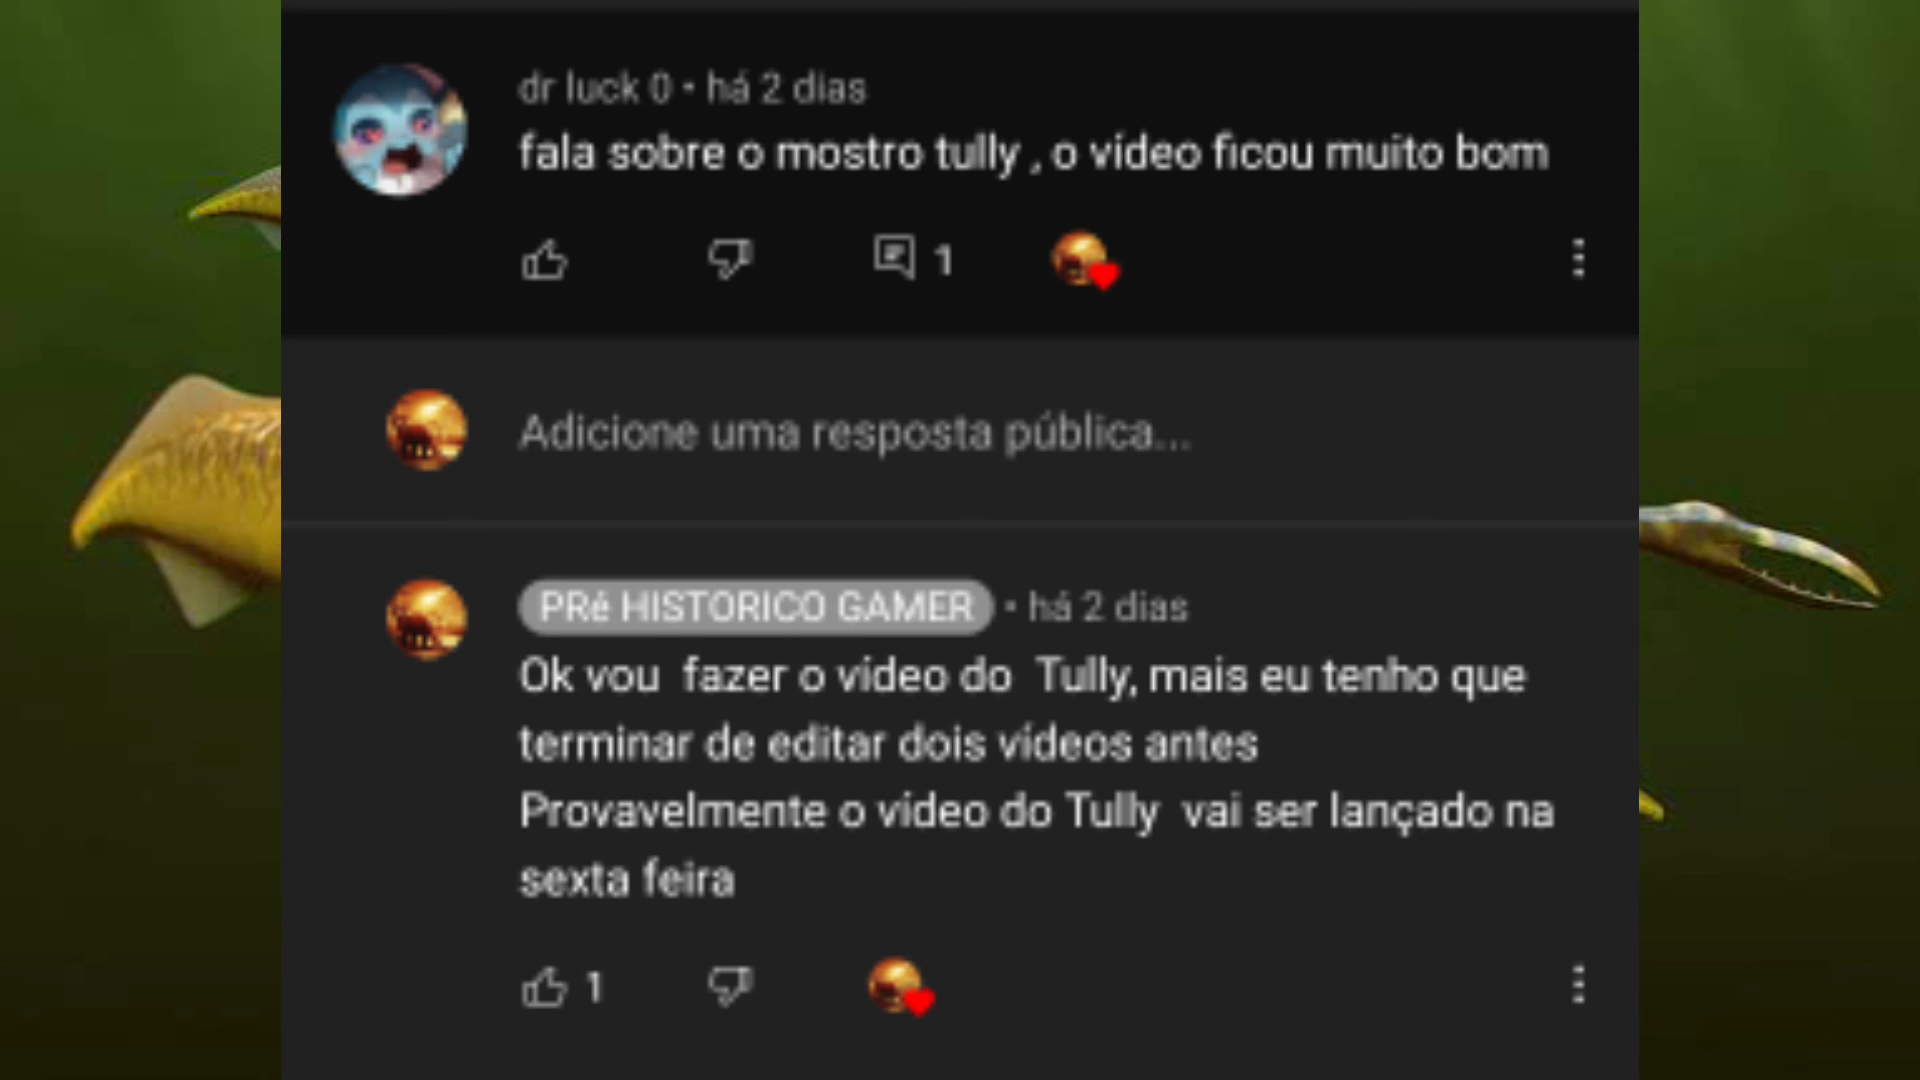 dr luck 0 • há 2 dias
fala sobre o mostro tully , o vídeo ficou muito bom
1
Adicione uma resposta pública...
PRé HISTORICO GAMER • há 2 dias
Ok vou fazer o vídeo do Tully, mais eu tenho que
terminar de editar dois vídeos antes
Provavelmente o vídeo do Tully vai ser lançado na
sexta feira
1